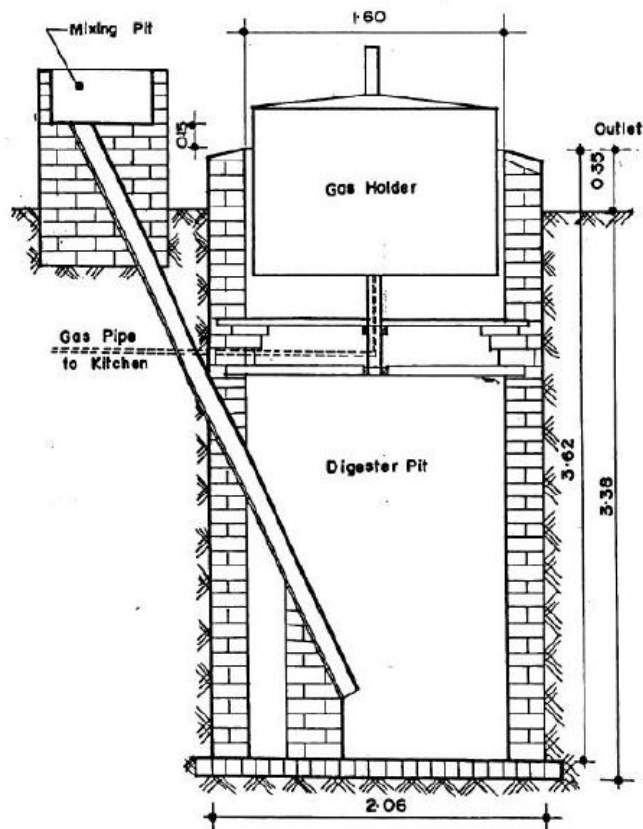 1·60
Mixing Pit
0.15
Outlet
0.35
Gas Holder
Gas Pipe
to Kitchen
Digester Pit
3·62
3·38
2·06